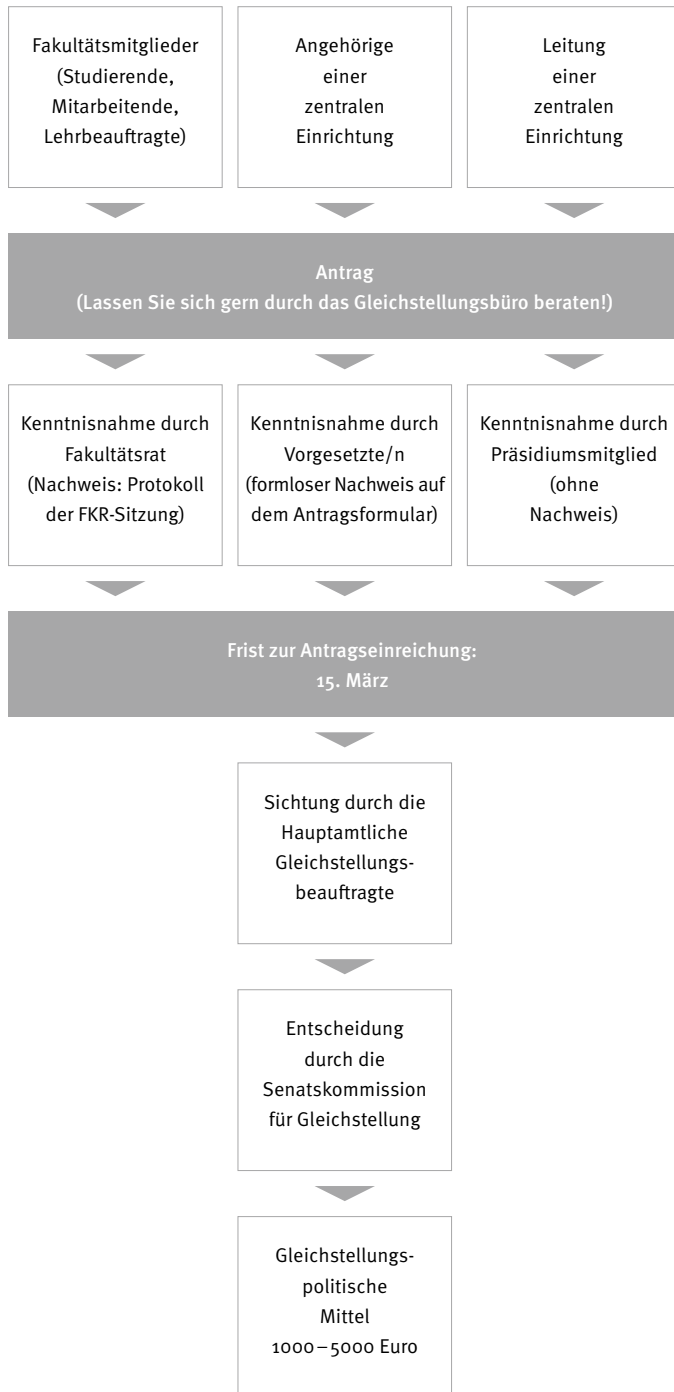 Fakultätsmitglieder
(Studierende,
Mitarbeitende,
Lehrbeauftragte)
Angehörige
einer
zentralen
Einrichtung
Leitung
einer
zentralen
Einrichtung
Antrag
(Lassen Sie sich gern durch das Gleichstellungsbüro beraten!)
Kenntnisnahme durch
Fakultätsrat
(Nachweis: Protokoll
der FKR-Sitzung)
Kenntnisnahme durch
Vorgesetzte/n
(formloser Nachweis auf
dem Antragsformular)
Kenntnisnahme durch
Präsidiumsmitglied
(ohne
Nachweis)
Frist zur Antragseinreichung:
15. März
Sichtung durch die
Hauptamtliche
Gleichstellungs-
beauftragte
Entscheidung
durch die
Senatskommission
für Gleichstellung
Gleichstellungs-
politische
Mittel
1000–5000 Euro